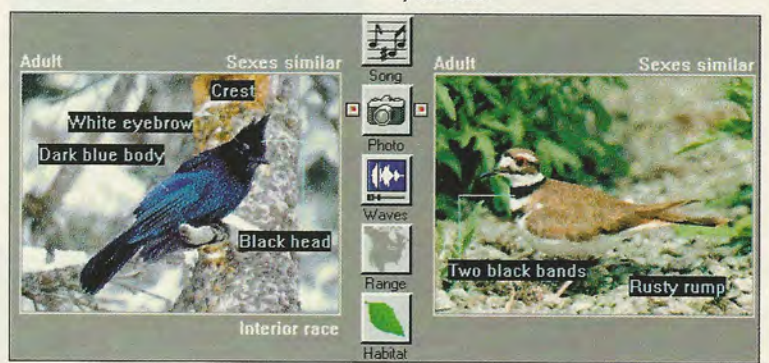 Adult
Sexes similar
Crest
White eyebrow
Dark blue body
Black head
Interior race
Song
Photo
Waves
Range
Habitat
Adult
Sexes similar
Two black bands
Rusty rump